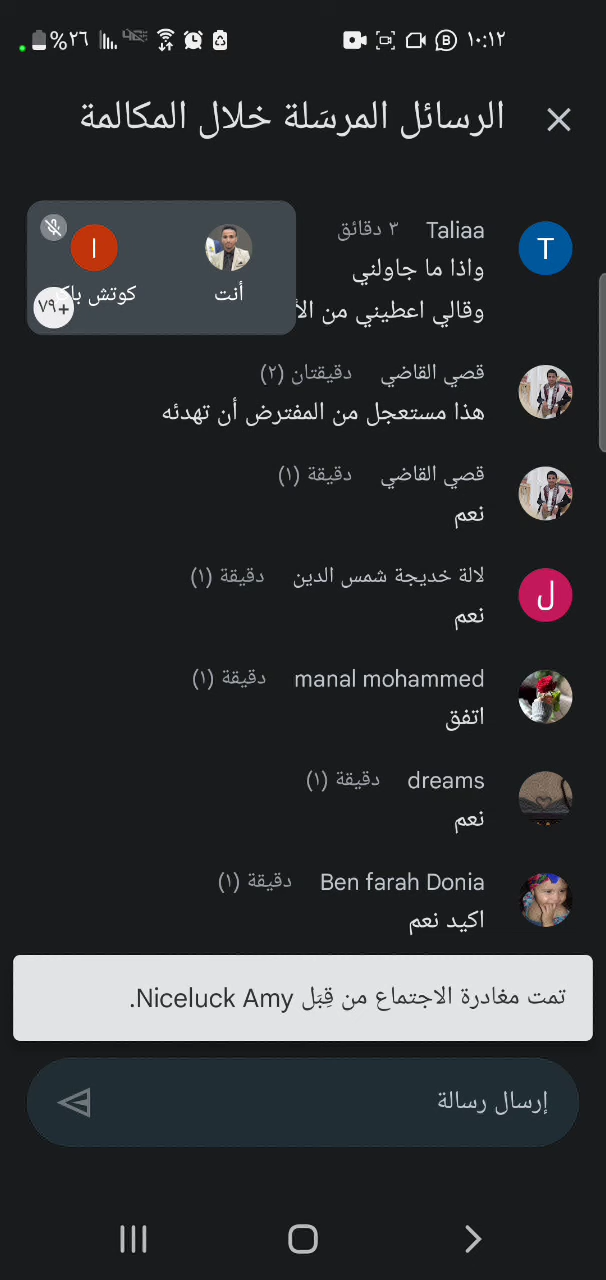 ١٠:١٢
%٢٦
الرسائل المرسَلة خلال المكالمة
Taliaa ٣ دقائق
واذا ما جاولني
وقالي اعطيني من
أنت
كوتش
+٧٩
T
ا
قصي القاضي دقيقتان (٢)
هذا مستعجل من المفترض أن تهدئه
قصي القاضي دقيقة (١)
نعم
ل
لالة خديجة شمس الدين دقيقة (١)
نعم
manal mohammed دقيقة (١)
اتفق
dreams دقيقة (١)
نعم
Ben farah Donia دقيقة (١)
اكيد نعم
تمت مغادرة الاجتماع من قِبَل Niceluck Amy.
إرسال رسالة